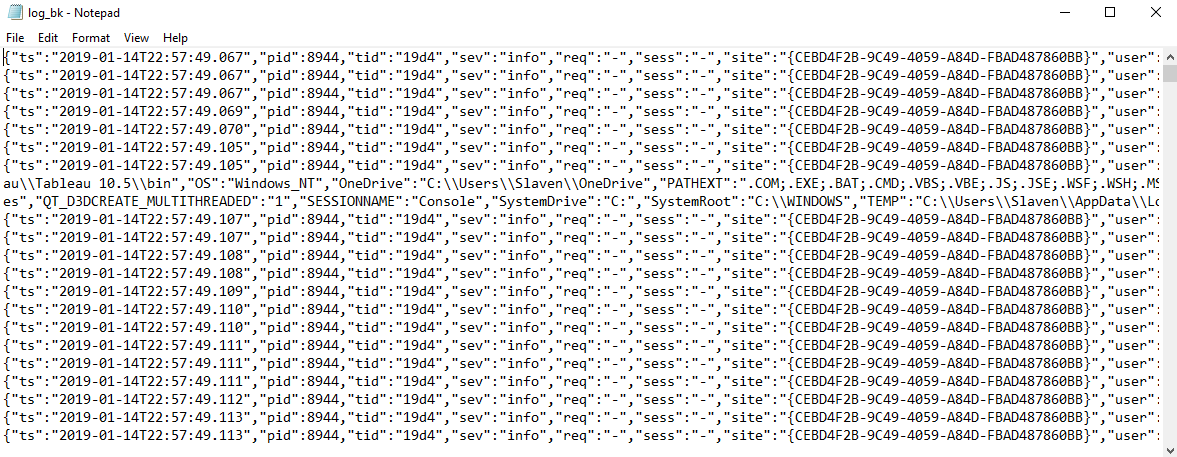 log_bk - Notepad
File Edit Format View Help
{"ts":"2019-01-14T22:57:49.067","pid":8944,"tid":"19d4","sev":"info","req":"-","sess":"-","site":"{CEBD4F2B-9C49-4059-A84D-FBAD487860BB}","user":
{"ts":"2019-01-14T22:57:49.067","pid":8944,"tid":"19d4","sev":"info","req":"-","sess":"-","site":"{CEBD4F2B-9C49-4059-A84D-FBAD487860BB}","user":
{"ts":"2019-01-14T22:57:49.067","pid":8944,"tid":"19d4","sev":"info","req":"-","sess":"-","site":"{CEBD4F2B-9C49-4059-A84D-FBAD487860BB}","user":
{"ts":"2019-01-14T22:57:49.069","pid":8944,"tid":"19d4","sev":"info","req":"-","sess":"-","site":"{CEBD4F2B-9C49-4059-A84D-FBAD487860BB}","user":
{"ts":"2019-01-14T22:57:49.070","pid":8944,"tid":"19d4","sev":"info","req":"-","sess":"-","site":"{CEBD4F2B-9C49-4059-A84D-FBAD487860BB}","user":
{"ts":"2019-01-14T22:57:49.105","pid":8944,"tid":"19d4","sev":"info","req":"-","sess":"-","site":"{CEBD4F2B-9C49-4059-A84D-FBAD487860BB}","user":
{"ts":"2019-01-14T22:57:49.105","pid":8944,"tid":"19d4","sev":"info","req":"-","sess":"-","site":"{CEBD4F2B-9C49-4059-A84D-FBAD487860BB}","user":
au\\Tableau 10.5\\bin","OS":"Windows_NT","OneDrive":"C:\\Users\\Slaven\\OneDrive","PATHEXT":".COM;.EXE;.BAT;.CMD;.VBS;.VBE;.JS;.JSE;.WSF;.WSH;.MS
es","QT_D3DCREATE_MULTITHREADED":"1","SESSIONNAME":"Console","SystemDrive":"C:","SystemRoot":"C:\\WINDOWS","TEMP":"C:\\Users\\Slaven\\AppData\\Lo
{"ts":"2019-01-14T22:57:49.107","pid":8944,"tid":"19d4","sev":"info","req":"-","sess":"-","site":"{CEBD4F2B-9C49-4059-A84D-FBAD487860BB}","user":
{"ts":"2019-01-14T22:57:49.107","pid":8944,"tid":"19d4","sev":"info","req":"-","sess":"-","site":"{CEBD4F2B-9C49-4059-A84D-FBAD487860BB}","user":
{"ts":"2019-01-14T22:57:49.108","pid":8944,"tid":"19d4","sev":"info","req":"-","sess":"-","site":"{CEBD4F2B-9C49-4059-A84D-FBAD487860BB}","user":
{"ts":"2019-01-14T22:57:49.108","pid":8944,"tid":"19d4","sev":"info","req":"-","sess":"-","site":"{CEBD4F2B-9C49-4059-A84D-FBAD487860BB}","user":
{"ts":"2019-01-14T22:57:49.109","pid":8944,"tid":"19d4","sev":"info","req":"-","sess":"-","site":"{CEBD4F2B-9C49-4059-A84D-FBAD487860BB}","user":
{"ts":"2019-01-14T22:57:49.110","pid":8944,"tid":"19d4","sev":"info","req":"-","sess":"-","site":"{CEBD4F2B-9C49-4059-A84D-FBAD487860BB}","user":
{"ts":"2019-01-14T22:57:49.110","pid":8944,"tid":"19d4","sev":"info","req":"-","sess":"-","site":"{CEBD4F2B-9C49-4059-A84D-FBAD487860BB}","user":
{"ts":"2019-01-14T22:57:49.111","pid":8944,"tid":"19d4","sev":"info","req":"-","sess":"-","site":"{CEBD4F2B-9C49-4059-A84D-FBAD487860BB}","user":
{"ts":"2019-01-14T22:57:49.111","pid":8944,"tid":"19d4","sev":"info","req":"-","sess":"-","site":"{CEBD4F2B-9C49-4059-A84D-FBAD487860BB}","user":
{"ts":"2019-01-14T22:57:49.111","pid":8944,"tid":"19d4","sev":"info","req":"-","sess":"-","site":"{CEBD4F2B-9C49-4059-A84D-FBAD487860BB}","user":
{"ts":"2019-01-14T22:57:49.112","pid":8944,"tid":"19d4","sev":"info","req":"-","sess":"-","site":"{CEBD4F2B-9C49-4059-A84D-FBAD487860BB}","user":
{"ts":"2019-01-14T22:57:49.113","pid":8944,"tid":"19d4","sev":"info","req":"-","sess":"-","site":"{CEBD4F2B-9C49-4059-A84D-FBAD487860BB}","user":
{"ts":"2019-01-14T22:57:49.113","pid":8944,"tid":"19d4","sev":"info","req":"-","sess":"-","site":"{CEBD4F2B-9C49-4059-A84D-FBAD487860BB}","user":